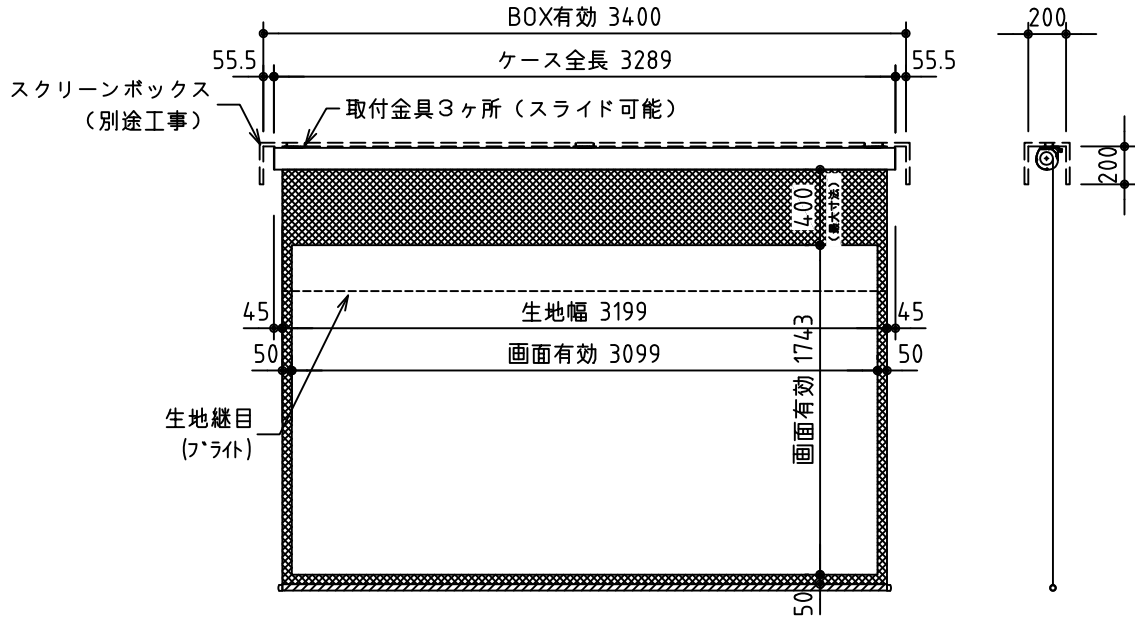 BOX有効 3400
200
55.5
ケース全長 3289
55.5
スクリーンボックス
（別途工事）
取付金具３ヶ所（スライド可能）
200
400
（最大寸法）
45
生地幅 3199
45
50
画面有効 3099
50
画面有効 1743
生地継目
(ﾌﾞﾗｲﾄ)
50